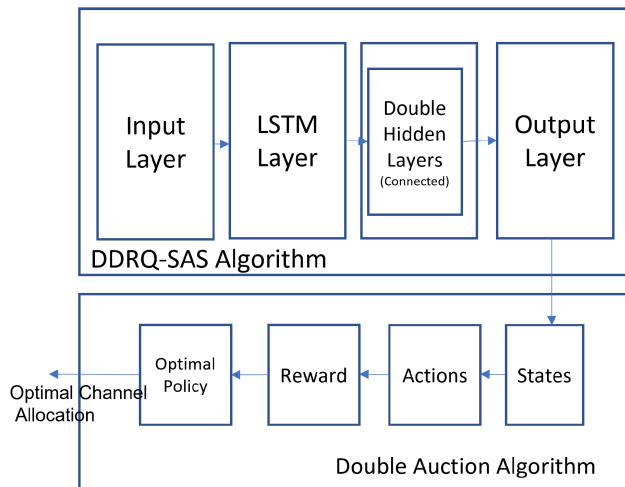 Input
Layer
LSTM
Layer
Double
Hidden
Layers
(Connected)
Output
Layer
DDRQ-SAS Algorithm
States
Actions
Reward
Optimal
Policy
Optimal Channel
Allocation
Double Auction Algorithm